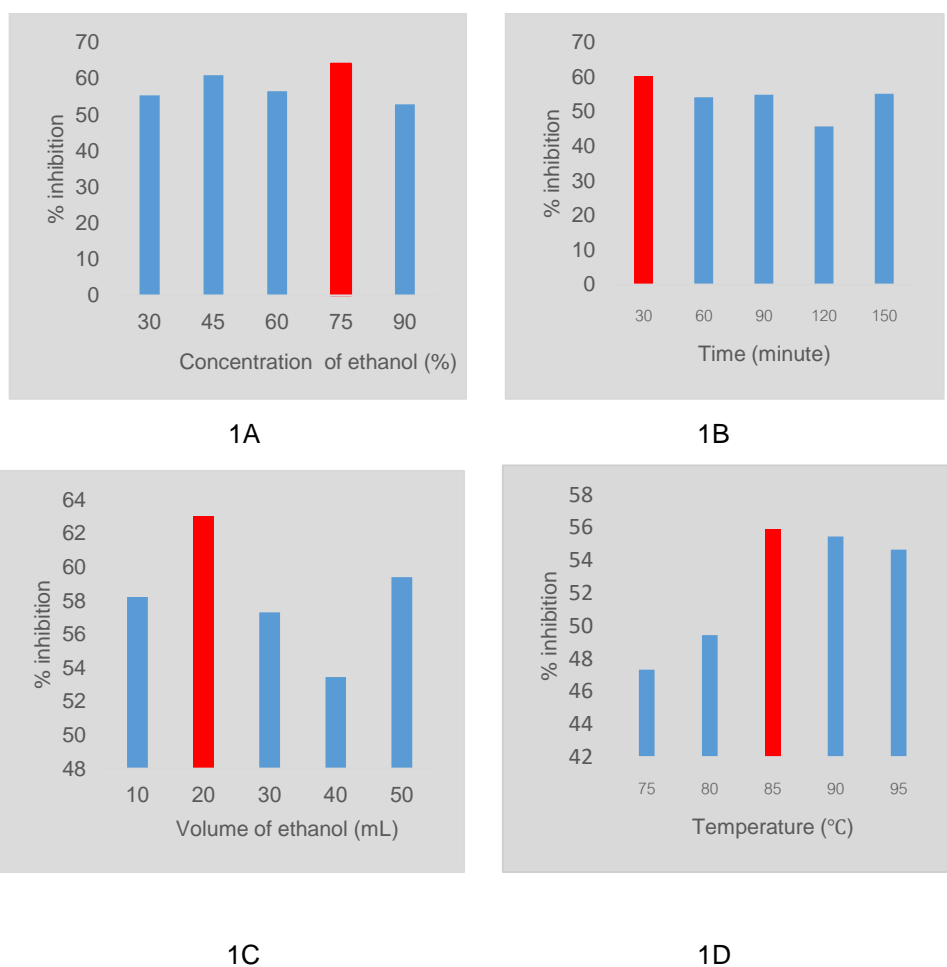 70
60
50
40
30
20
10
0
% inhibition
30 45 60 75 90
Concentration of ethanol (%)
1A
70
60
50
40
30
20
10
0
% inhibition
30 60 90 120 150
Time (minute)
1B
64
62
60
58
56
54
52
50
48
% inhibition
10 20 30 40 50
Volume of ethanol (mL)
1C
58
56
54
52
50
48
46
44
42
% inhibition
75 80 85 90 95
Temperature (℃)
1D